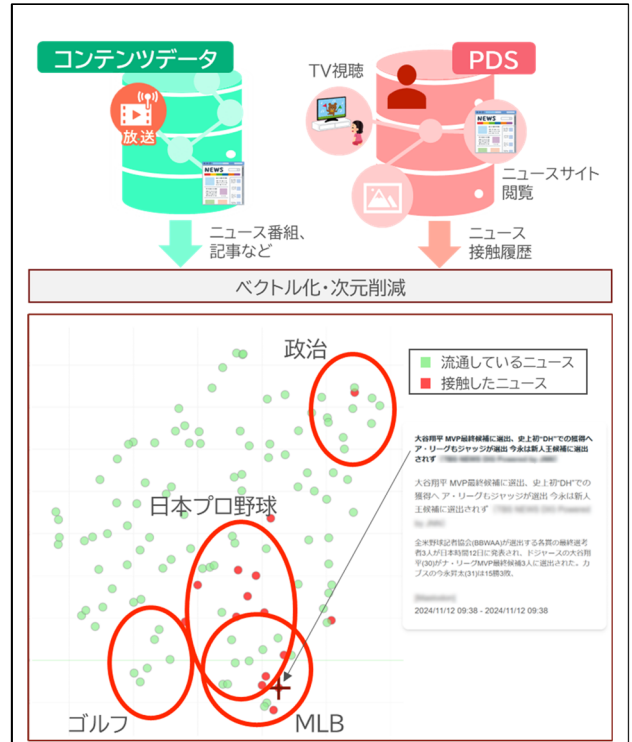 コンテンツデータ
PDS
TV視聴
放送
NEWS
NEWS
ニュースサイト
閲覧
ニュース番組、
記事など
ニュース
接触履歴
ベクトル化・次元削減
政治
流通しているニュース
接触したニュース
大谷翔平 MVP最終候補に選出、史上初“DH”での獲得へ
ア・リーグもジャッジが選出 今永は新人王候補に選出
されず
大谷翔平 MVP最終候補に選出、史上初“DH”での
獲得へ ア・リーグもジャッジが選出 今永は新人
王候補に選出されず
全米野球記者協会(BBWAA)が選出する各賞の最終選考
者3人が日本時間12日に発表され、ドジャースの大谷翔
平(30)がナ・リーグMVP最終候補3人に選出された。カ
ブスの今永昇太(31)は15勝3敗、
2024/11/12 09:38 - 2024/11/12 09:38
日本プロ野球
ゴルフ
MLB